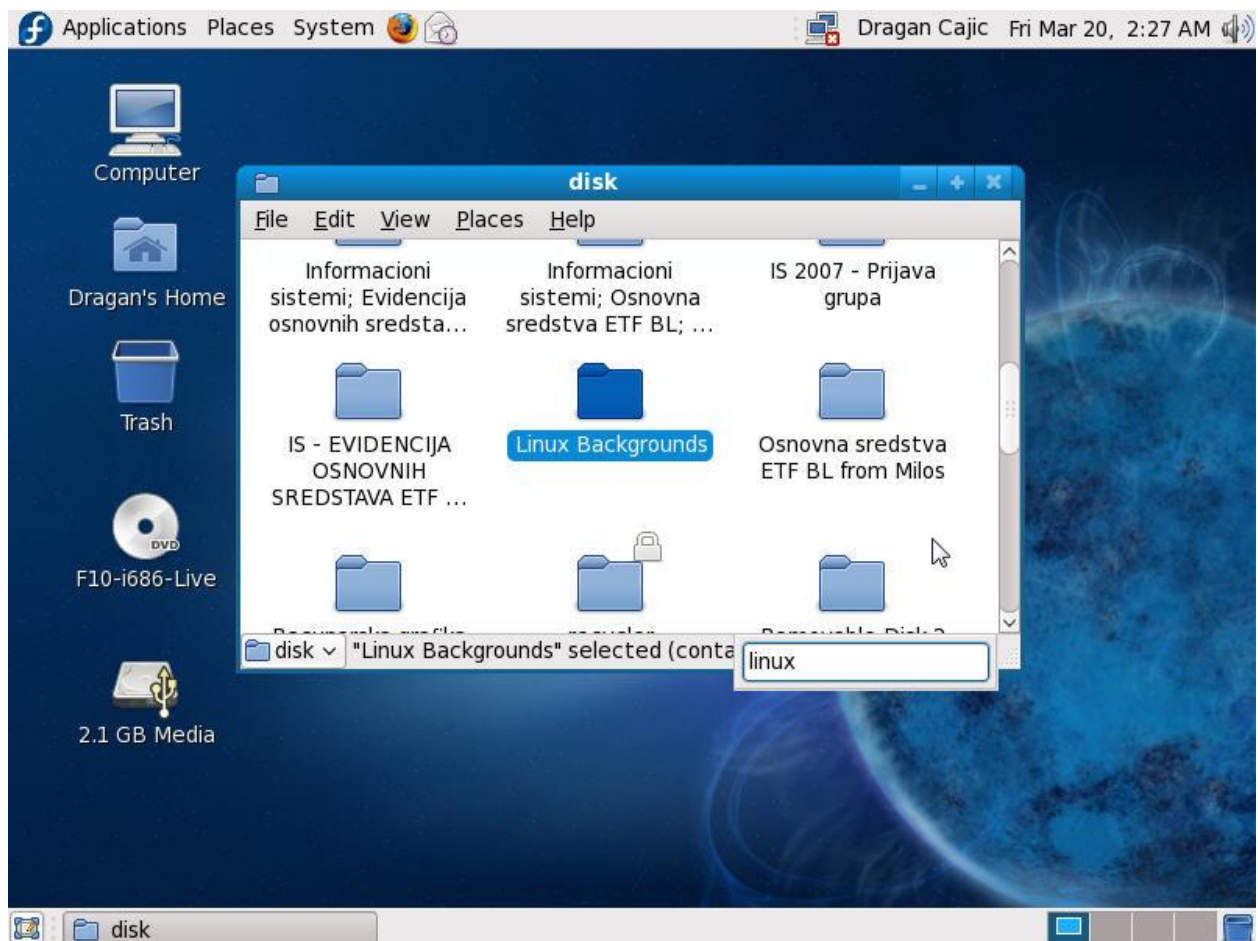 Applications Places System Dragan Cajic Fri Mar 20, 2:27 AM
Computer
Dragan's Home
Trash
DVD
F10-i686-Live
2.1 GB Media
disk
File Edit View Places Help
Informacioni
sistemi; Evidencija
osnovnih sredsta...
Informacioni
sistemi; Osnovna
sredstva ETF BL; ...
IS 2007 - Prijava
grupa
IS - EVIDENCIJA
OSNOVNIH
SREDSTAVA ETF ...
Linux Backgrounds
Osnovna sredstva
ETF BL from Milos
disk "Linux Backgrounds" selected (conta
linux
disk